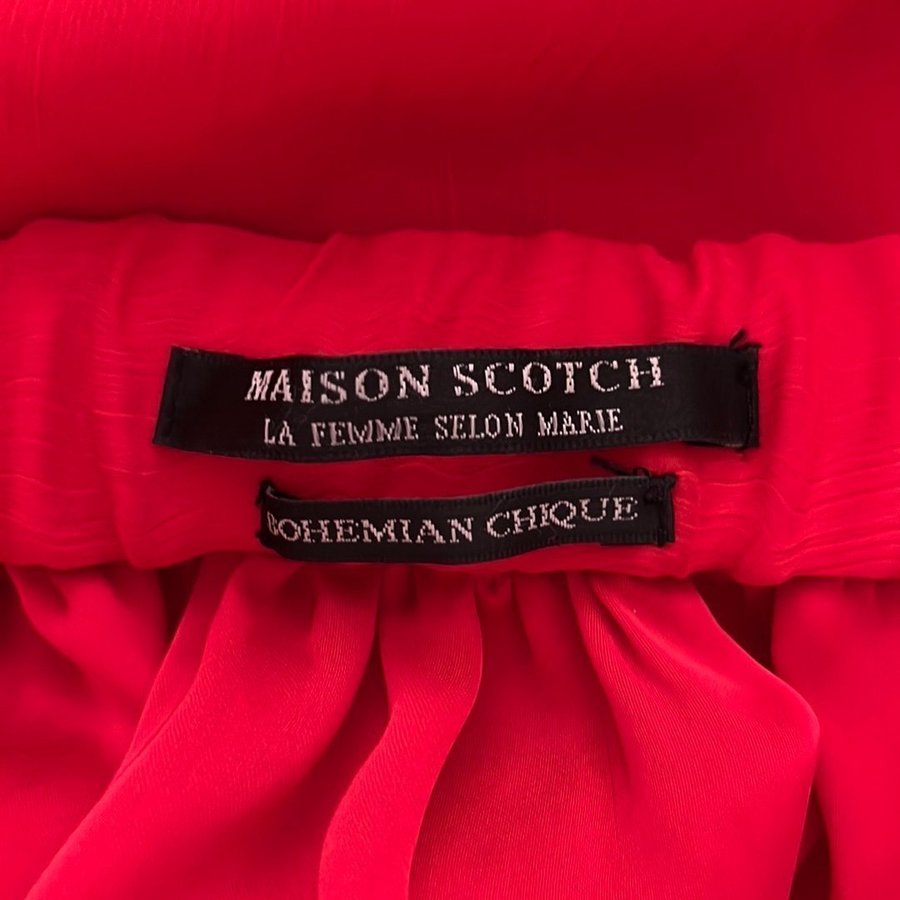 MAISON SCOTCH
LA FEMME SELON MARIE
BOHEMIAN CHIQUE